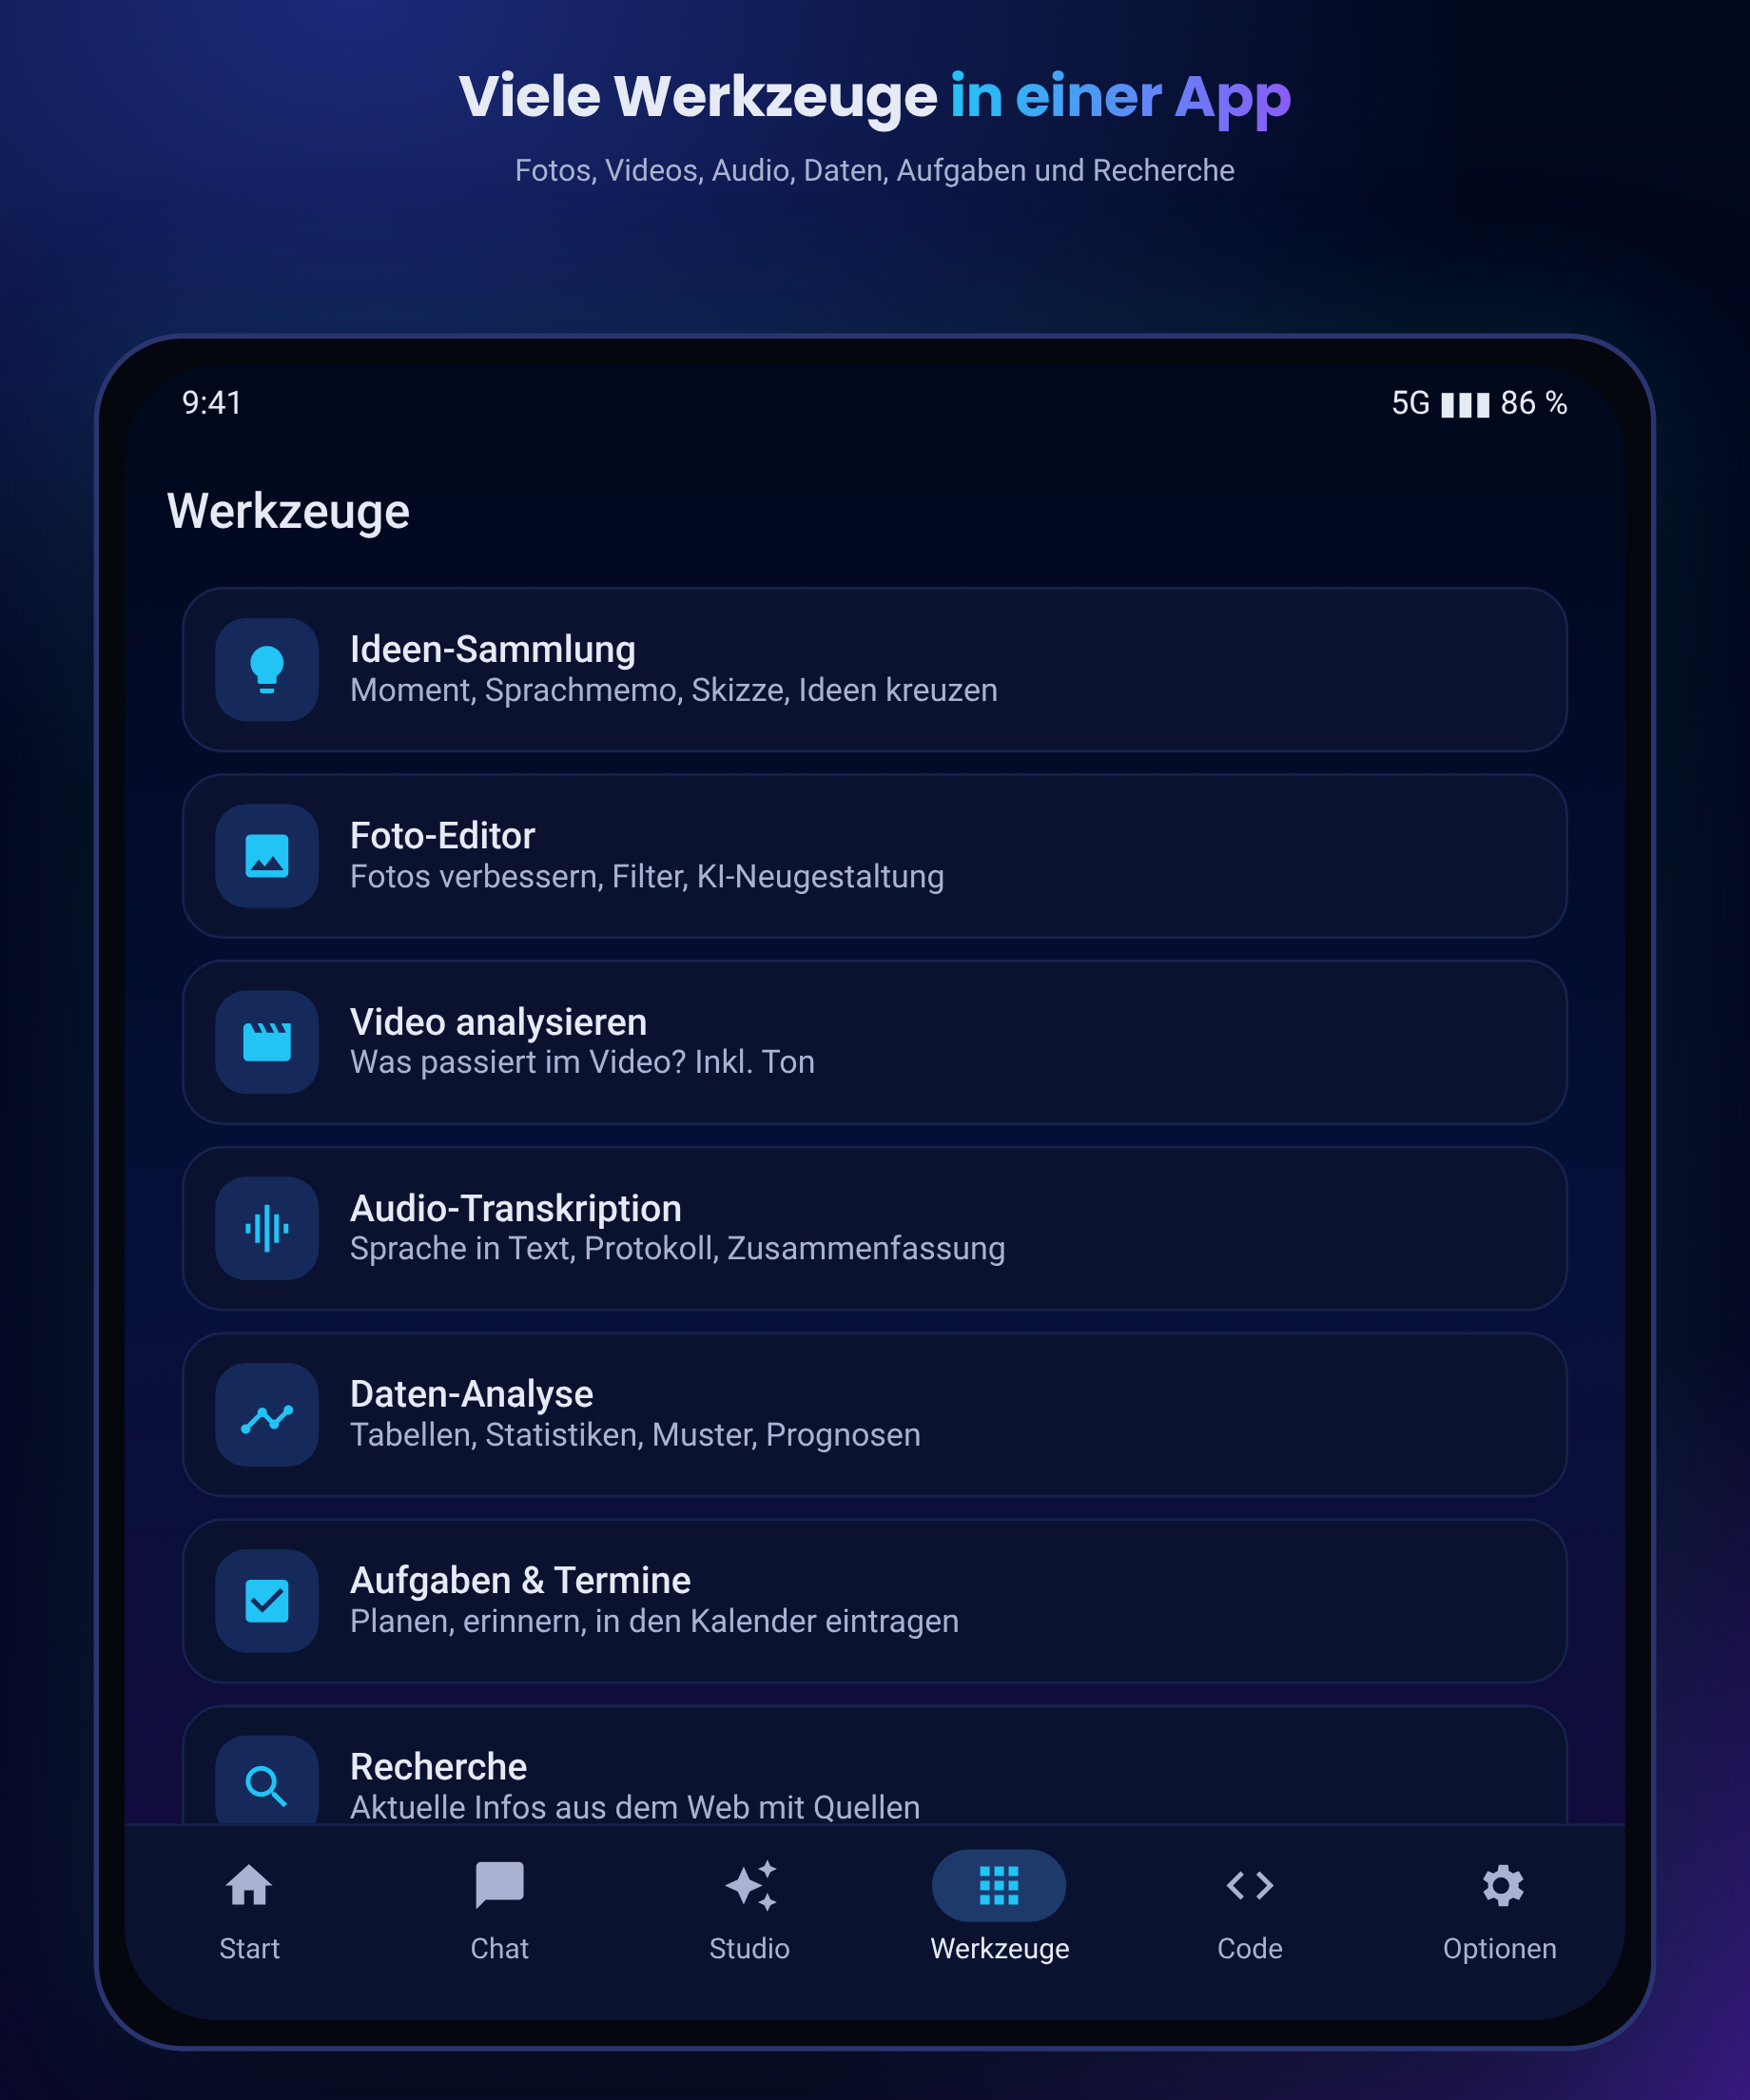 Viele Werkzeuge in einer App
Fotos, Videos, Audio, Daten, Aufgaben und Recherche
9:41
5G ▮▮▮ 86 %
Werkzeuge
Ideen-Sammlung
Moment, Sprachmemo, Skizze, Ideen kreuzen
Foto-Editor
Fotos verbessern, Filter, KI-Neugestaltung
Video analysieren
Was passiert im Video? Inkl. Ton
Audio-Transkription
Sprache in Text, Protokoll, Zusammenfassung
Daten-Analyse
Tabellen, Statistiken, Muster, Prognosen
Aufgaben & Termine
Planen, erinnern, in den Kalender eintragen
Recherche
Aktuelle Infos aus dem Web mit Quellen
Start
Chat
Studio
Werkzeuge
Code
Optionen